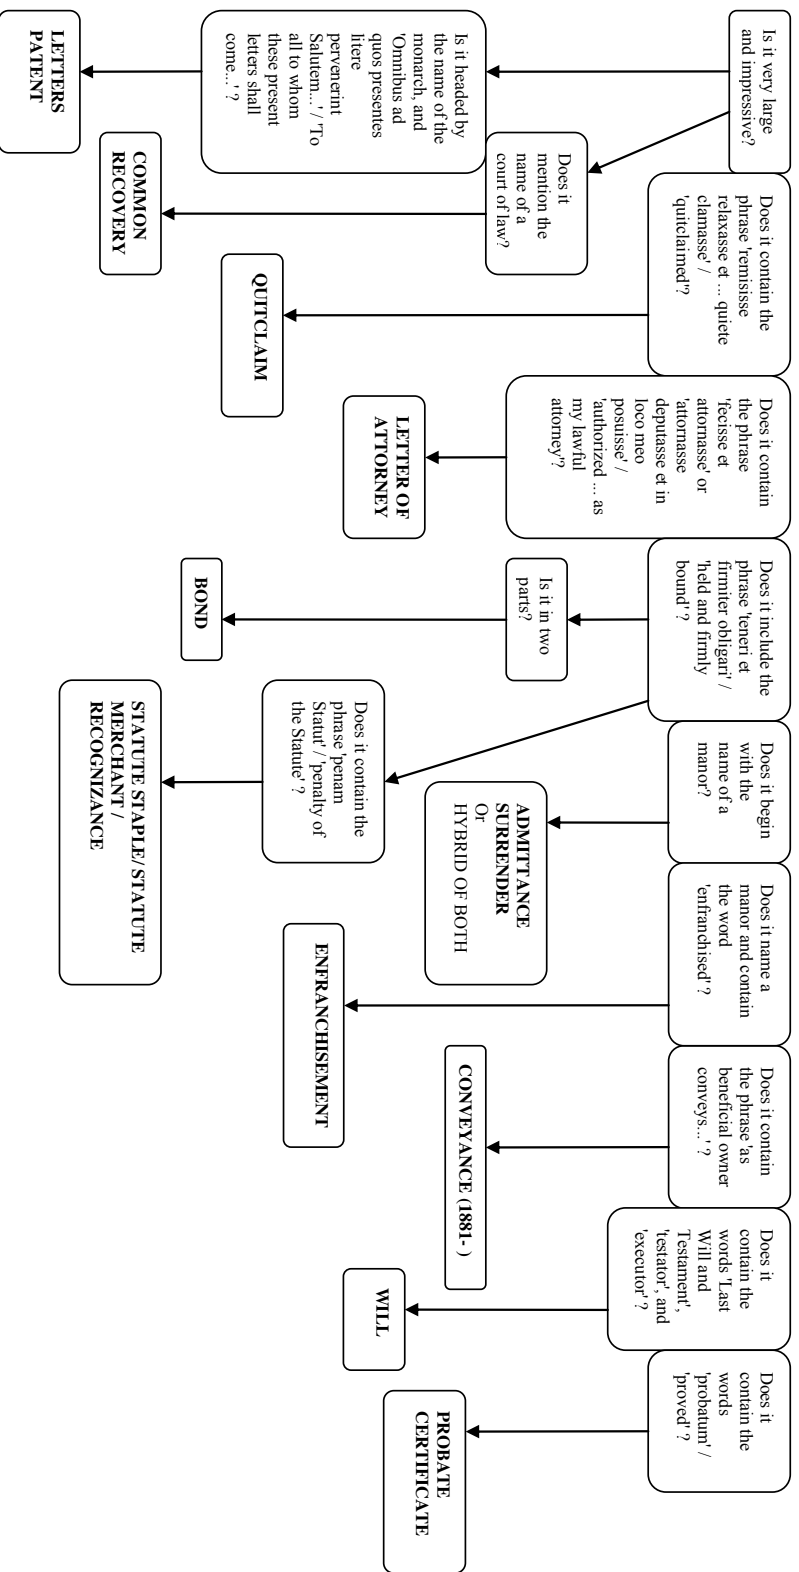 Is it very large
and impressive?
Is it headed by
the name of the
monarch, and
'Omnibus ad
quos presentes
litere
pervenerint
Salutem...' / 'To
all to whom
these present
letters shall
come...' ?
LETTERS
PATENT
Does it
mention the
name of a
court of law?
COMMON
RECOVERY
Does it contain the
phrase 'remisisse
relaxasse et ... quiete
clamasse' /
'quitclaimed'?
QUITCLAIM
Does it contain
the phrase
'fecisse et
attornasse' or
'attornasse
deputasse et in
loco meo
posuisse' /
'authorized ... as
my lawful
attorney'?
LETTER OF
ATTORNEY
Does it include the
phrase 'teneri et
firmiter obligari' /
'held and firmly
bound' ?
Is it in two
parts?
BOND
Does it contain the
phrase 'penam
Statut' / 'penalty of
the Statute' ?
STATUTE STAPLE/ STATUTE
MERCHANT /
RECOGNIZANCE
Does it begin
with the
name of a
manor?
ADMITTANCE
SURRENDER
Or
HYBRID OF BOTH
Does it name a
manor and contain
the word
'enfranchised' ?
ENFRANCHISEMENT
Does it contain
the phrase 'as
beneficial owner
conveys...' ?
CONVEYANCE (1881- )
Does it
contain the
words 'Last
Will and
Testament',
'testator', and
'executor' ?
WILL
Does it
contain the
words
'probatum' /
'proved' ?
PROBATE
CERTIFICATE